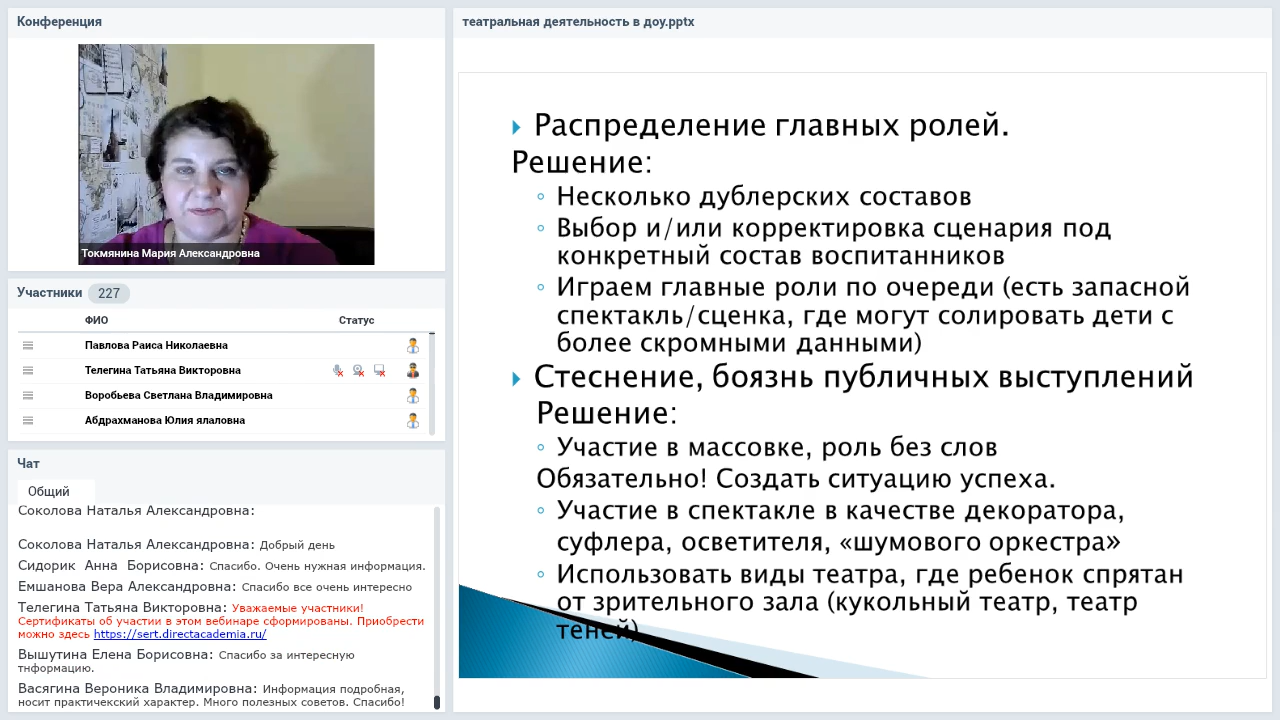 Конференция
Токмянина Мария Александровна
Участники 227
ФИО Статус
Павлова Раиса Николаевна
Телегина Татьяна Викторовна
Воробьева Светлана Владимировна
Абдрахманова Юлия ялаловна
Чат
Общий
Соколова Наталья Александровна:
Соколова Наталья Александровна: Добрый день
Сидорик Анна Борисовна: Спасибо. Очень нужная информация.
Емшанова Вера Александровна: Спасибо все очень интересно
Телегина Татьяна Викторовна: Уважаемые участники!
Сертификаты об участии в этом вебинаре сформированы. Приобрести
можно здесь https://sert.directacademia.ru/
Вышутина Елена Борисовна: Спасибо за интересную
тнформацию.
Васягина Вероника Владимировна: Информация подробная,
носит практичекский характер. Много полезных советов. Спасибо!
театральная деятельность в доу.pptx
Распределение главных ролей.
Решение:
Несколько дублерских составов
Выбор и/или корректировка сценария под
конкретный состав воспитанников
Играем главные роли по очереди (есть запасной
спектакль/сценка, где могут солировать дети с
более скромными данными)
Стеснение, боязнь публичных выступлений
Решение:
Участие в массовке, роль без слов
Обязательно! Создать ситуацию успеха.
Участие в спектакле в качестве декоратора,
суфлера, осветителя, «шумового оркестра»
Использовать виды театра, где ребенок спрятан
от зрительного зала (кукольный театр, театр
теней)